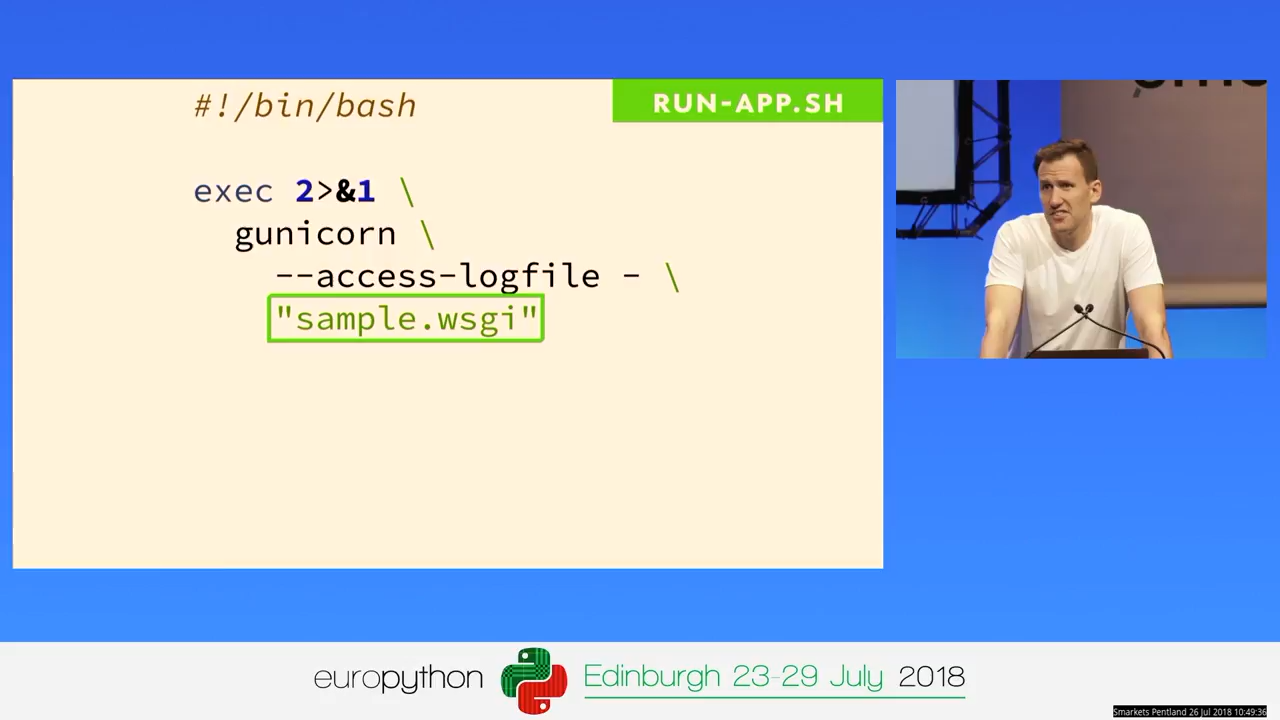 #!/bin/bash
RUN-APP.SH
exec 2>&1 \
gunicorn \
--access-logfile - \
"sample.wsgi"
europython
Edinburgh 23-29 July 2018
Smarkets Pentland 26 Jul 2018 10:49:36